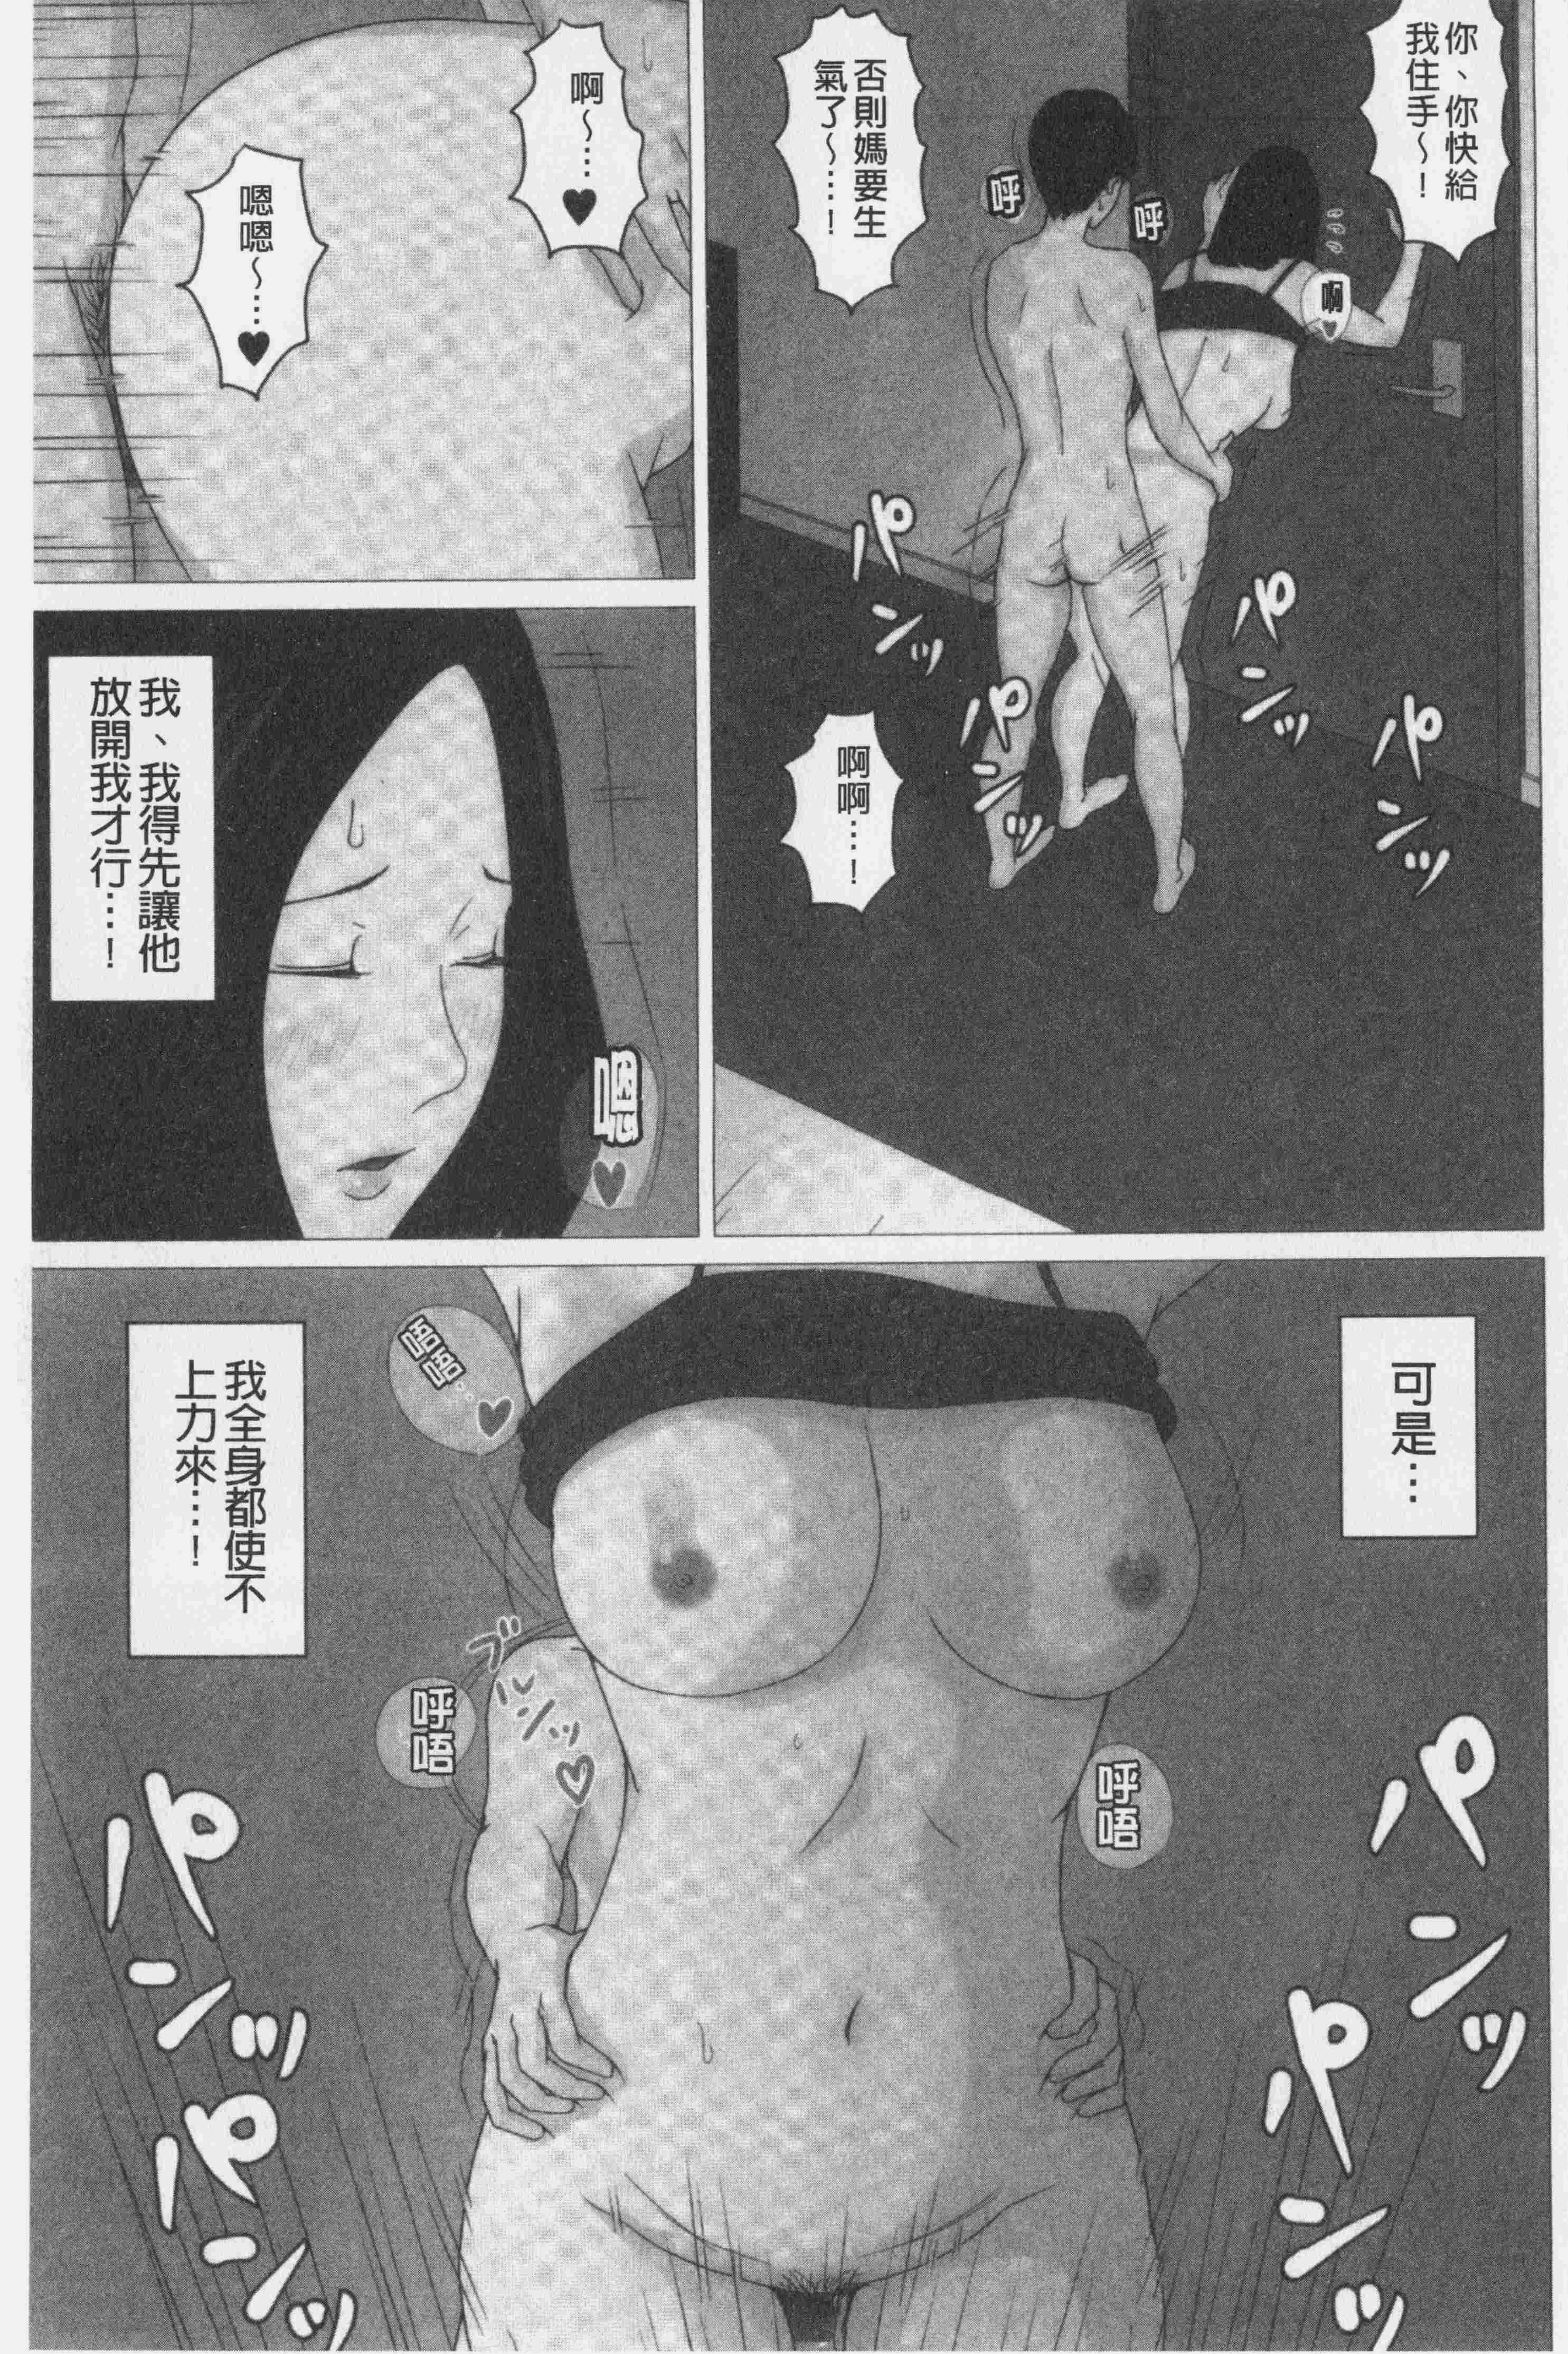 你、你快給
我住手～！
否則媽要生
氣了～…！
呼
呼
啊♥
パンッ
パンッ
パンッ
パンッ
啊啊…！
啊～…♥
嗯嗯～…♥
我、我得先讓他
放開我才行…！
嗯♥
可是…
唔唔…♥
我全身都使不
上力來…！
ブルンッ♥
呼唔
呼唔
パンッ
パンッ
パンッ
パンッ